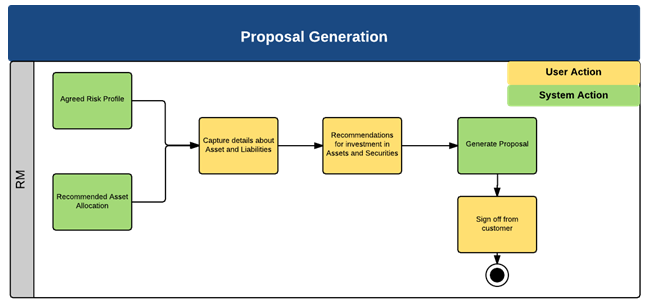 Proposal Generation
User Action
System Action
RM
Agreed Risk Profile
Recommended Asset
Allocation
Capture details about
Asset and Liabilities
Recommendations
for investment in
Assets and Securities
Generate Proposal
Sign off from
customer